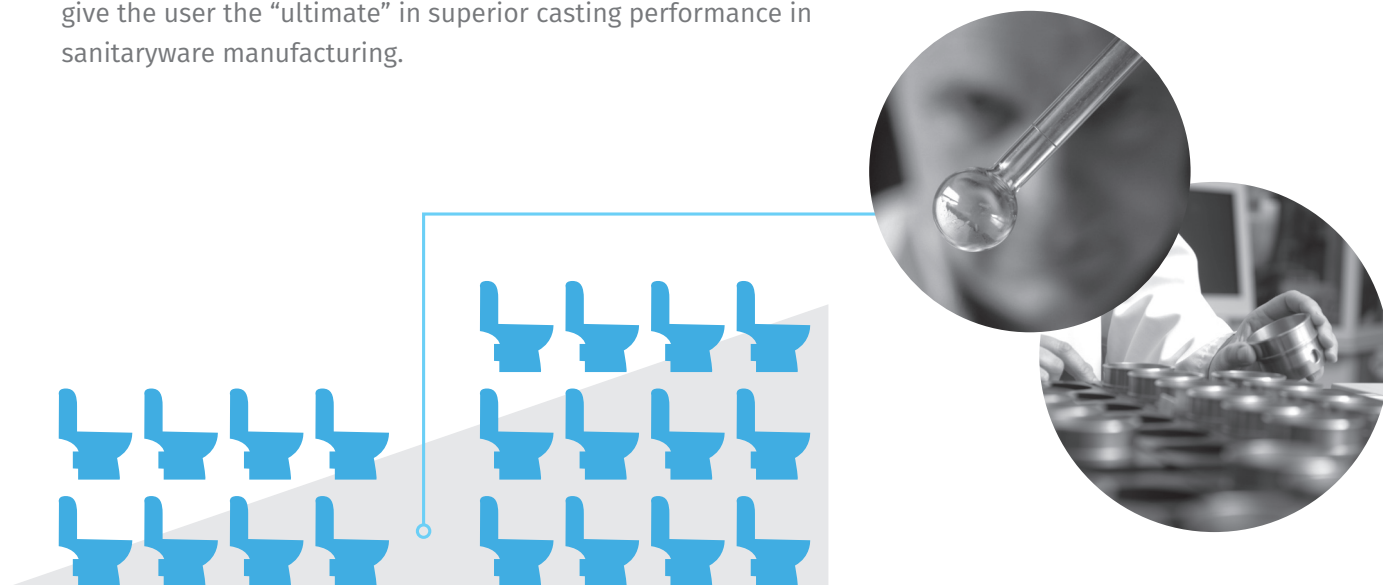 give the user the “ultimate” in superior casting performance in
sanitaryware manufacturing.